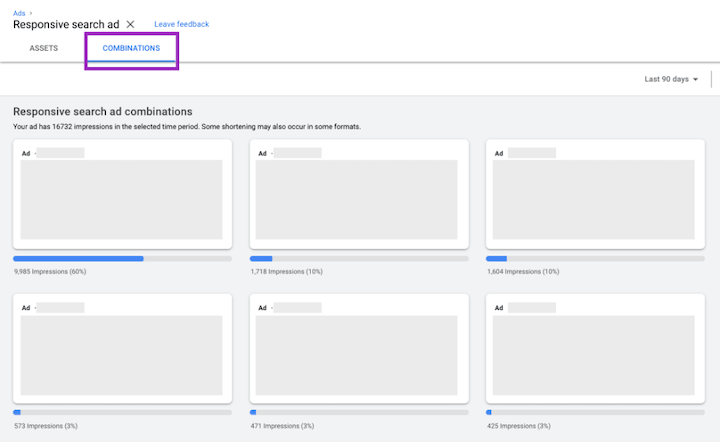 Ads ›
Responsive search ad ✕ Leave feedback
ASSETS COMBINATIONS
Last 90 days
Responsive search ad combinations
Your ad has 16732 impressions in the selected time period. Some shortening may also occur in some formats.
Ad · Ad · Ad
9,985 Impressions (60%) 1,718 Impressions (10%) 1,604 Impressions (10%)
Ad · Ad · Ad
573 Impressions (3%) 471 Impressions (3%) 425 Impressions (3%)